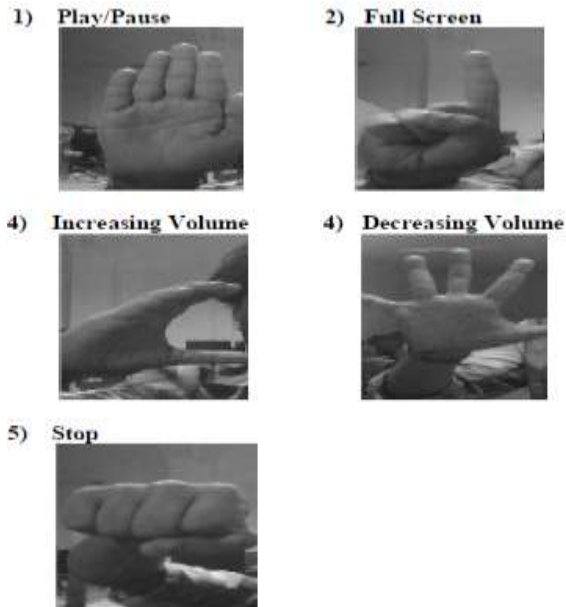 1) Play/Pause
2) Full Screen
4) Increasing Volume
4) Decreasing Volume
5) Stop